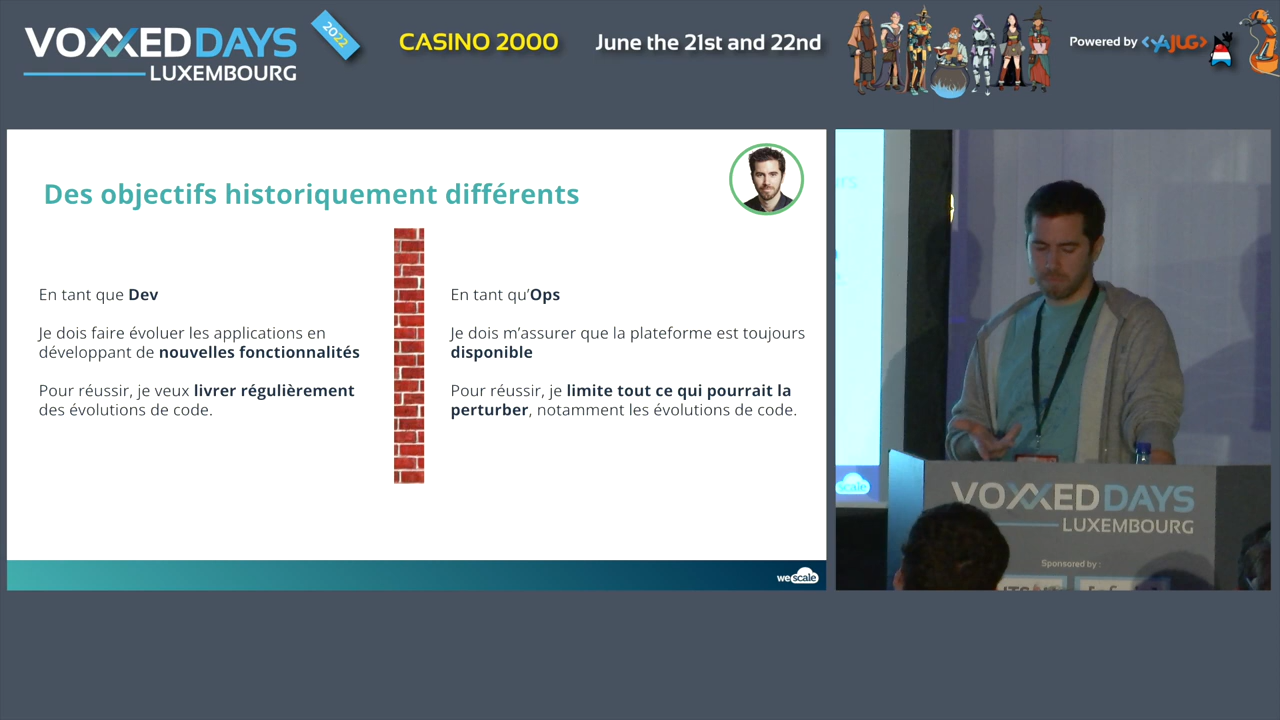 VOXXED DAYS
LUXEMBOURG
2022
CASINO 2000
June the 21st and 22nd
Powered by <YAJUG>
Des objectifs historiquement différents
En tant que Dev
Je dois faire évoluer les applications en
développant de nouvelles fonctionnalités
Pour réussir, je veux livrer régulièrement
des évolutions de code.
En tant qu'Ops
Je dois m'assurer que la plateforme est toujours
disponible
Pour réussir, je limite tout ce qui pourrait la
perturber, notamment les évolutions de code.
wescale
scale
VOXXED DAYS
LUXEMBOURG
Sponsored by :